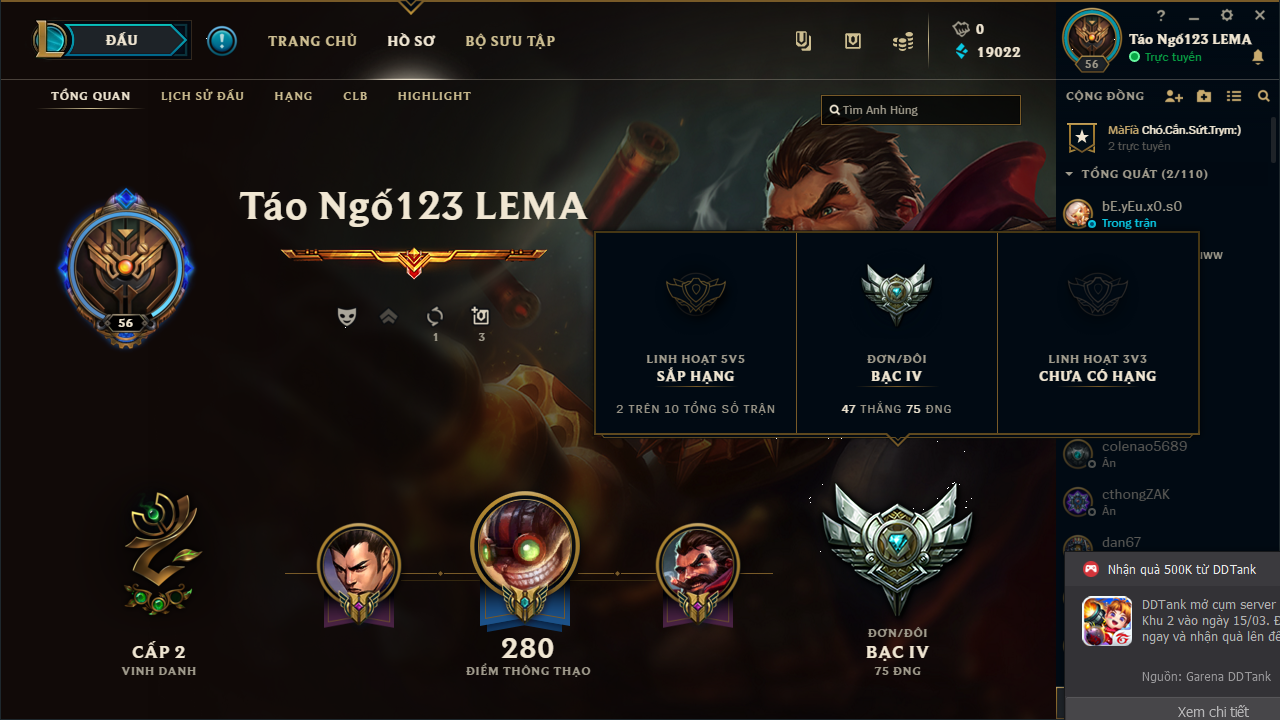 ĐẤU
TRANG CHỦ
HỒ SƠ
BỘ SƯU TẬP
0
19022
?
Táo Ngố123 LEMA
Trực tuyến
56
TỔNG QUAN
LỊCH SỬ ĐẤU
HẠNG
CLB
HIGHLIGHT
Tìm Anh Hùng
CỘNG ĐỒNG
MàFíà Chó.Cắn.Sứt.Trym:)
2 trực tuyến
TỔNG QUÁT (2/110)
bE.yEu.x0.s0
Trong trận
Táo Ngố123 LEMA
56
1
3
LINH HOẠT 5V5
SẮP HẠNG
2 TRÊN 10 TỔNG SỐ TRẬN
ĐƠN/ĐÔI
BẠC IV
47 THẮNG 75 ĐNG
LINH HOẠT 3V3
CHƯA CÓ HẠNG
colenao5689
Ẩn
cthongZAK
Ẩn
dan67
CẤP 2
VINH DANH
280
ĐIỂM THÔNG THẠO
ĐƠN/ĐÔI
BẠC IV
75 ĐNG
Nhận quà 500K từ DDTank
DDTank mở cụm server
Khu 2 vào ngày 15/03. Đ
ngay và nhận quà lên đế
Nguồn: Garena DDTank
Xem chi tiết